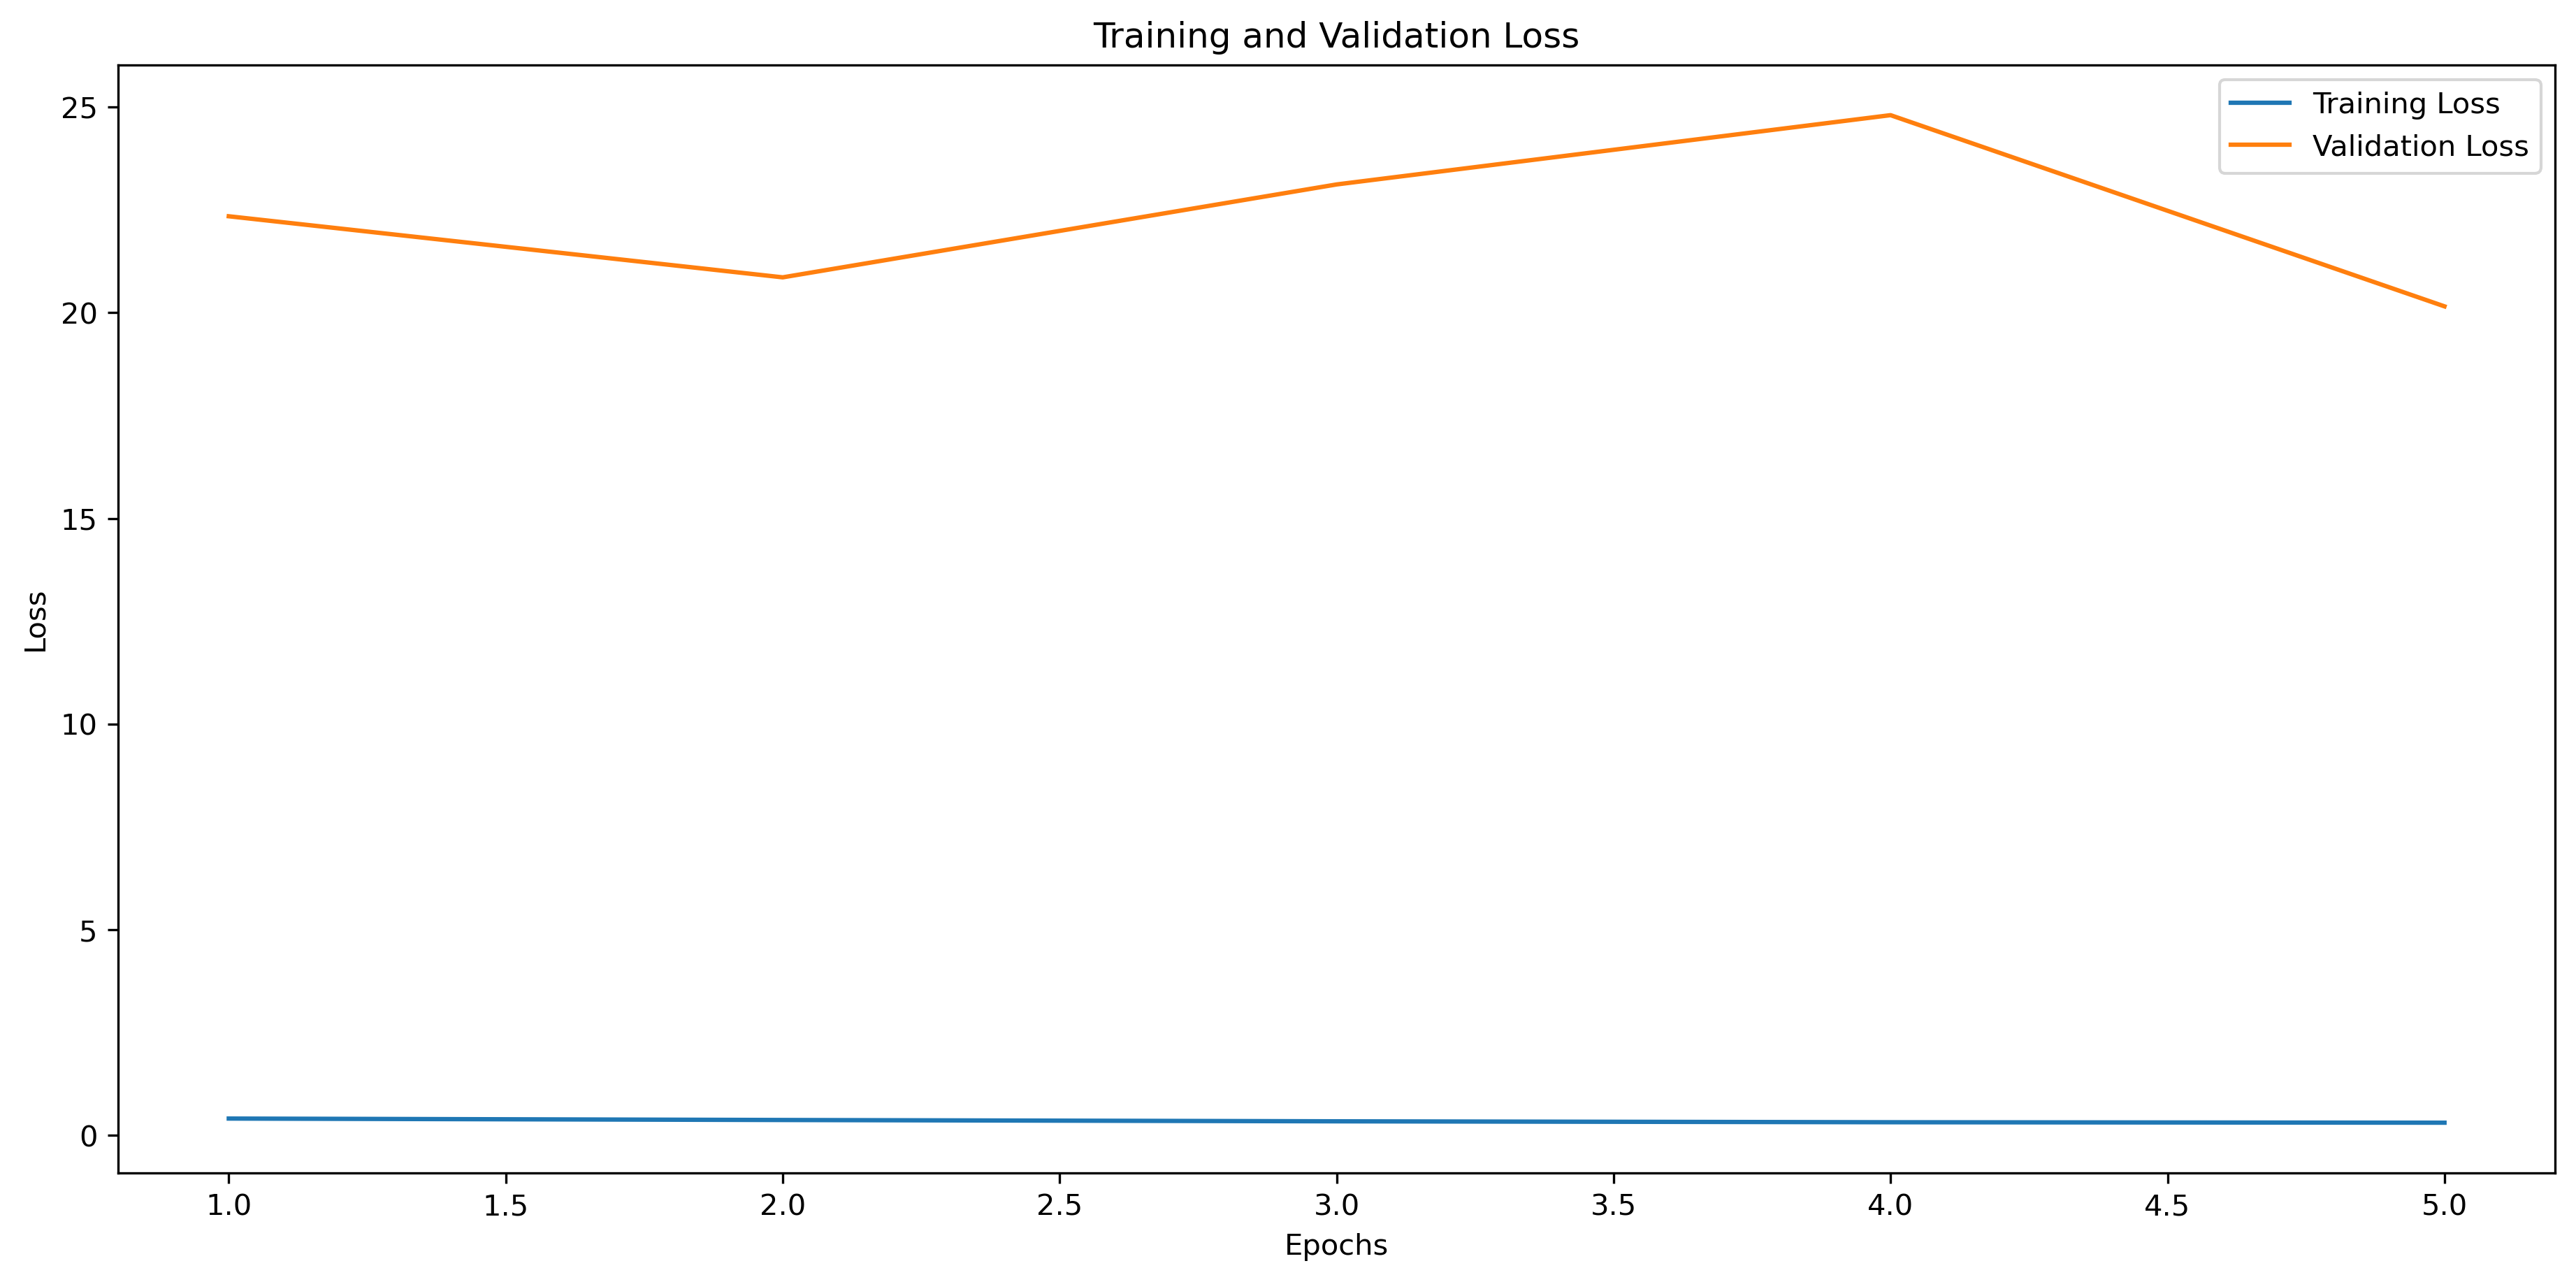 Training and Validation Loss
Training Loss
Validation Loss
25
20
15
10
5
0
Loss
1.0 1.5 2.0 2.5 3.0 3.5 4.0 4.5 5.0
Epochs